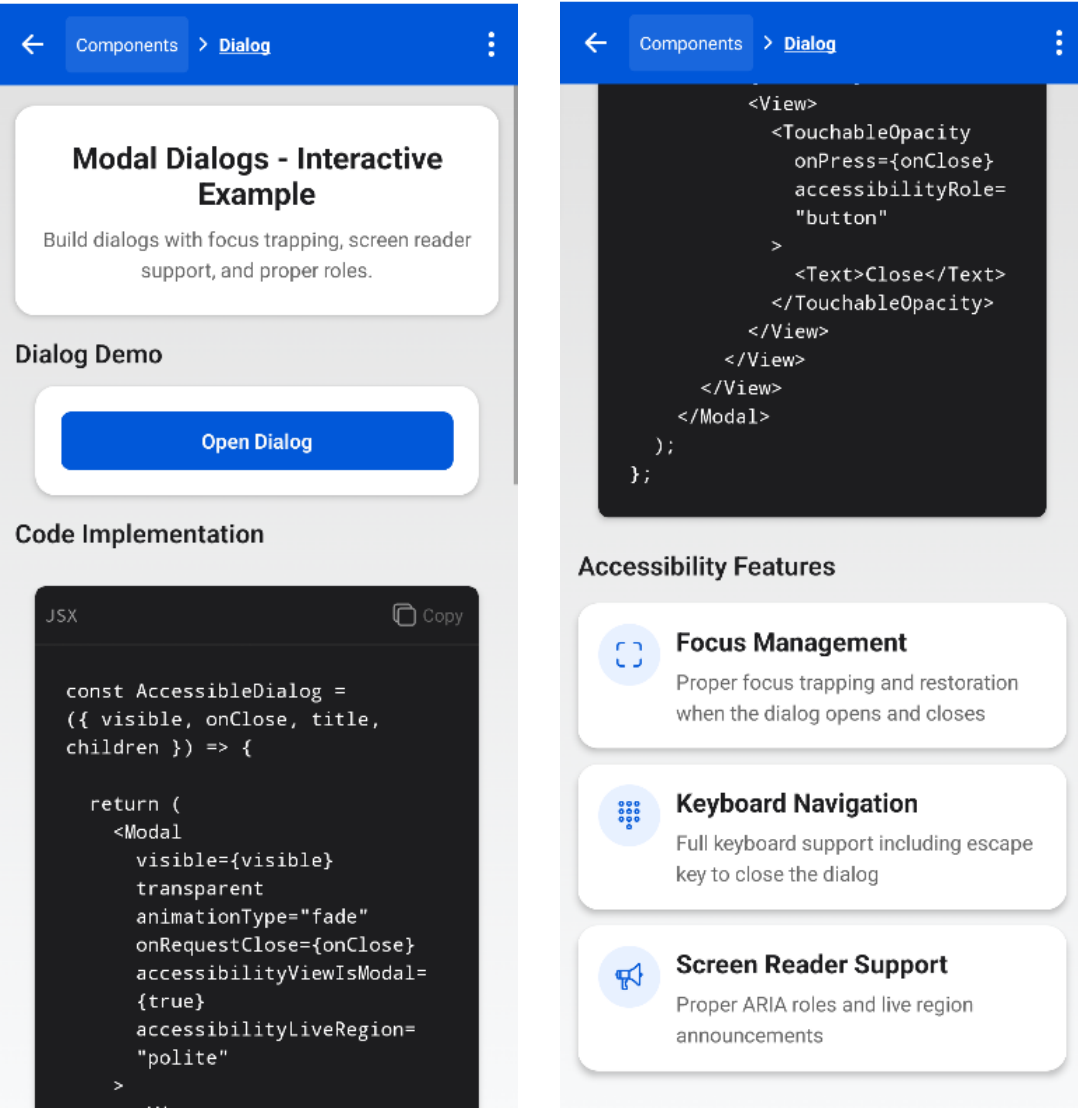 Components > Dialog
Modal Dialogs - Interactive
Example
Build dialogs with focus trapping, screen reader
support, and proper roles.
Dialog Demo
Open Dialog
Code Implementation
JSX Copy
const AccessibleDialog =
({ visible, onClose, title,
children }) => {
return (
<Modal
visible={visible}
transparent
animationType="fade"
onRequestClose={onClose}
accessibilityViewIsModal=
{true}
accessibilityLiveRegion=
"polite"
>
Components > Dialog
<View>
<TouchableOpacity
onPress={onClose}
accessibilityRole=
"button"
>
<Text>Close</Text>
</TouchableOpacity>
</View>
</View>
</View>
</Modal>
);
};
Accessibility Features
Focus Management
Proper focus trapping and restoration
when the dialog opens and closes
Keyboard Navigation
Full keyboard support including escape
key to close the dialog
Screen Reader Support
Proper ARIA roles and live region
announcements